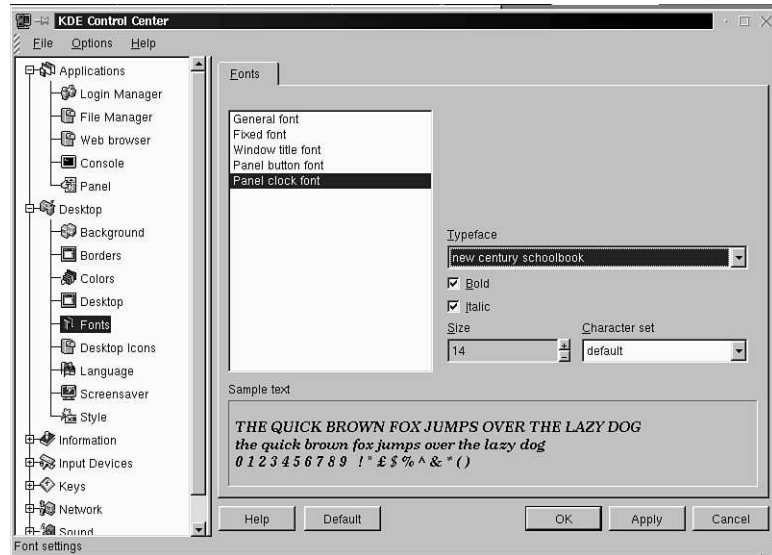 KDE Control Center
File Options Help
Applications
Login Manager
File Manager
Web browser
Console
Panel
Desktop
Background
Borders
Colors
Desktop
Fonts
Desktop Icons
Language
Screensaver
Style
Information
Input Devices
Keys
Network
Sound
Fonts
General font
Fixed font
Window title font
Panel button font
Panel clock font
Typeface
new century schoolbook
Bold
Italic
Size Character set
14 default
Sample text
THE QUICK BROWN FOX JUMPS OVER THE LAZY DOG
the quick brown fox jumps over the lazy dog
0 1 2 3 4 5 6 7 8 9 ! " £ $ % ^ & * ( )
Help Default OK Apply Cancel
Font settings